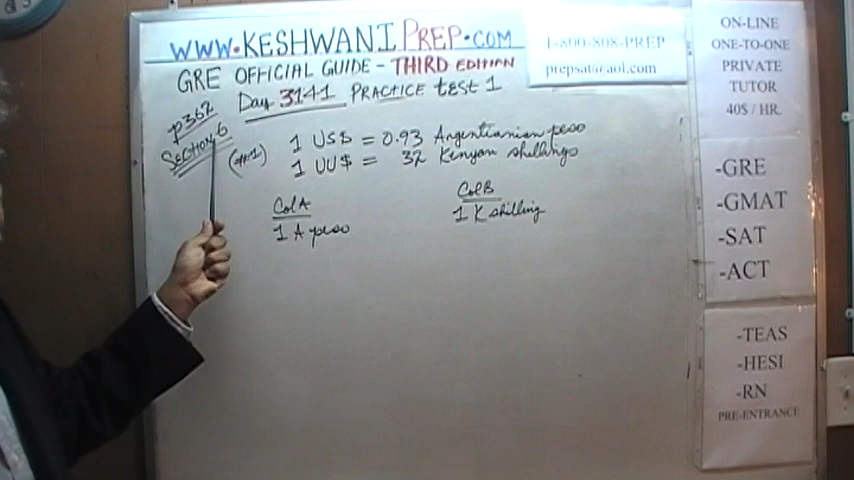 WWW.KESHWANIPREP.COM
1-800-808-PREP
prepsat@aol.com
GRE OFFICIAL GUIDE - THIRD EDITION
Day 3141 PRACTICE test 1
p362
SECTION 6
(#1)
1 US$ = 0.93 Argentianian peso
1 UU$ = 32 Kenyan shillings
Col A
Col B
1 A peso
1 K shilling
ON-LINE
ONE-TO-ONE
PRIVATE
TUTOR
40$ / HR.
-GRE
-GMAT
-SAT
-ACT
-TEAS
-HESI
-RN
PRE-ENTRANCE